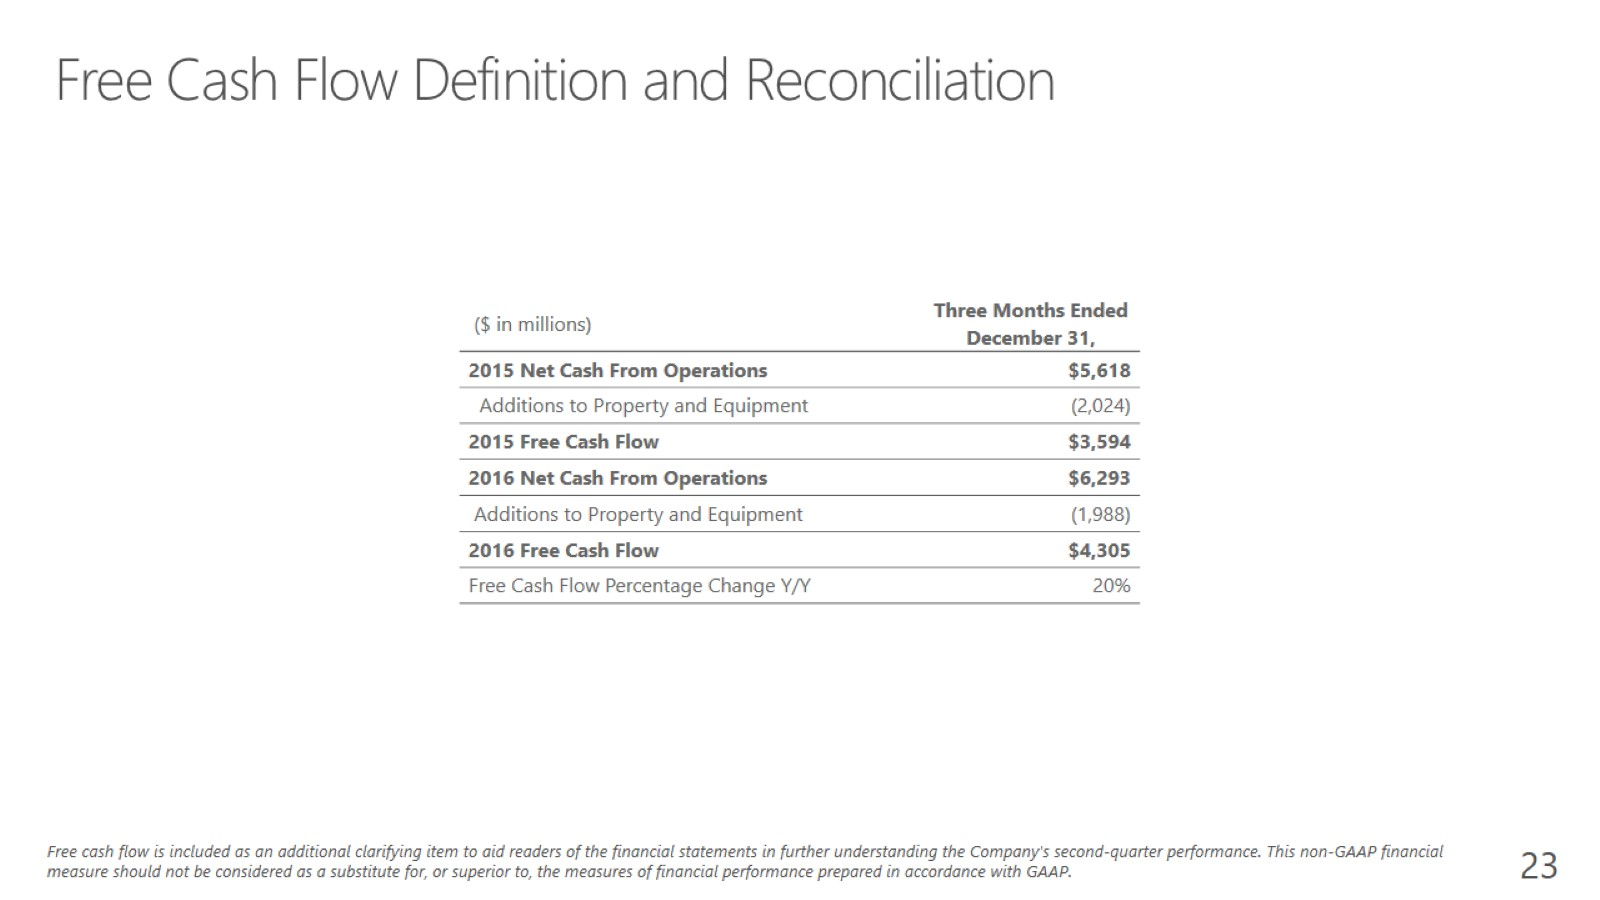 Free Cash Flow Definition and Reconciliation
($ in millions)
Three Months Ended
December 31,
2015 Net Cash From Operations $5,618
Additions to Property and Equipment (2,024)
2015 Free Cash Flow $3,594
2016 Net Cash From Operations $6,293
Additions to Property and Equipment (1,988)
2016 Free Cash Flow $4,305
Free Cash Flow Percentage Change Y/Y 20%
Free cash flow is included as an additional clarifying item to aid readers of the financial statements in further understanding the Company's second-quarter performance. This non-GAAP financial
measure should not be considered as a substitute for, or superior to, the measures of financial performance prepared in accordance with GAAP.
23